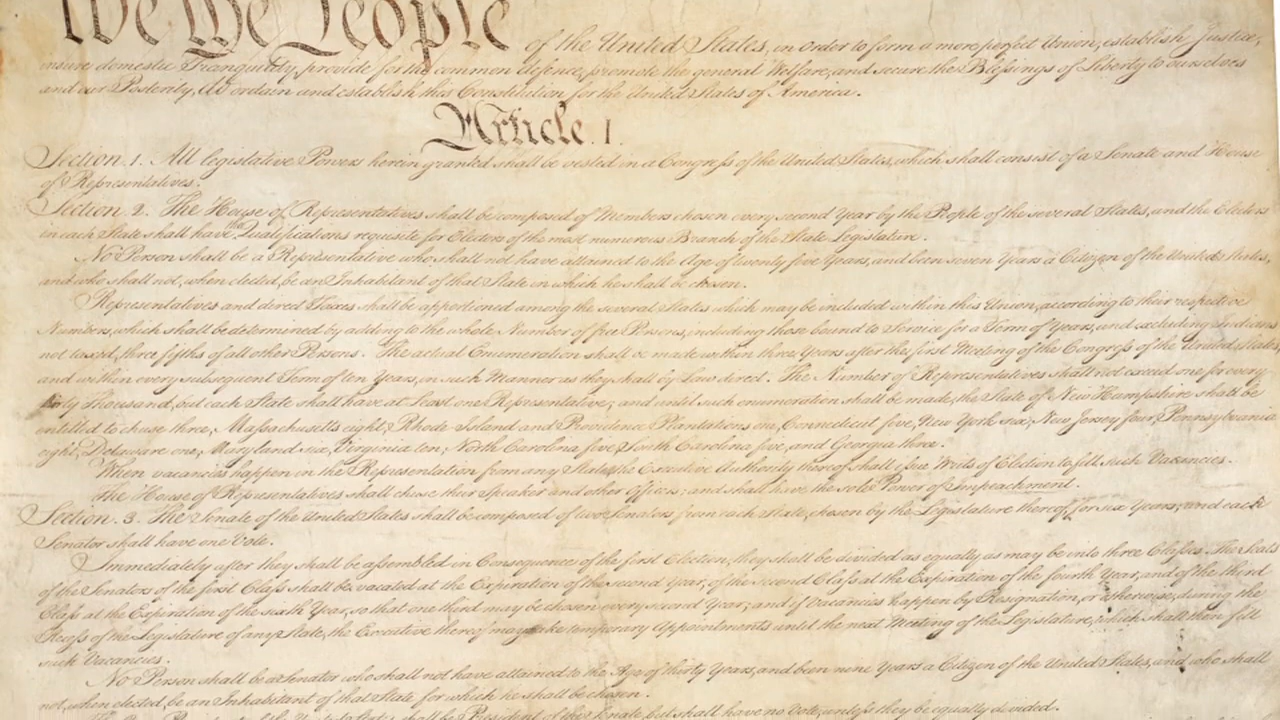 We the People of the United States, in Order to form a more perfect Union, establish Justice,
insure domestic Tranquility, provide for the common defence, promote the general Welfare, and secure the Blessings of Liberty to ourselves
and our Posterity, do ordain and establish this Constitution for the United States of America.
Article. I.
Section. 1. All legislative Powers herein granted shall be vested in a Congress of the United States, which shall consist of a Senate and House
of Representatives.
Section. 2. The House of Representatives shall be composed of Members chosen every second Year by the People of the several States, and the Electors
in each State shall have the Qualifications requisite for Electors of the most numerous Branch of the State Legislature.
No Person shall be a Representative who shall not have attained to the Age of twenty five Years, and been seven Years a Citizen of the United States,
and who shall not, when elected, be an Inhabitant of that State in which he shall be chosen.
Representatives and direct Taxes shall be apportioned among the several States which may be included within this Union, according to their respective
Numbers, which shall be determined by adding to the whole Number of free Persons, including those bound to Service for a Term of Years, and excluding Indians
not taxed, three fifths of all other Persons. The actual Enumeration shall be made within three Years after the first Meeting of the Congress of the United States,
and within every subsequent Term of ten Years, in such Manner as they shall by Law direct. The Number of Representatives shall not exceed one for every
thirty Thousand, but each State shall have at Least one Representative; and until such enumeration shall be made, the State of New Hampshire shall be
entitled to chuse three, Massachusetts eight, Rhode-Island and Providence Plantations one, Connecticut five, New-York six, New Jersey four, Pennsylvania
eight, Delaware one, Maryland six, Virginia ten, North Carolina five, South Carolina five, and Georgia three.
When vacancies happen in the Representation from any State, the Executive Authority thereof shall issue Writs of Election to fill such Vacancies.
The House of Representatives shall chuse their Speaker and other Officers; and shall have the sole Power of Impeachment.
Section. 3. The Senate of the United States shall be composed of two Senators from each State, chosen by the Legislature thereof, for six Years; and each
Senator shall have one Vote.
Immediately after they shall be assembled in Consequence of the first Election, they shall be divided as equally as may be into three Classes. The Seats
of the Senators of the first Class shall be vacated at the Expiration of the second Year, of the second Class at the Expiration of the fourth Year, and of the third
Class at the Expiration of the sixth Year, so that one third may be chosen every second Year; and if Vacancies happen by Resignation, or otherwise, during the
Recess of the Legislature of any State, the Executive thereof may make temporary Appointments until the next Meeting of the Legislature, which shall then fill
such Vacancies.
No Person shall be a Senator who shall not have attained to the Age of thirty Years, and been nine Years a Citizen of the United States, and who shall
not, when elected, be an Inhabitant of that State for which he shall be chosen.
The Vice President of the United States shall be President of the Senate, but shall have no Vote, unless they be equally divided.